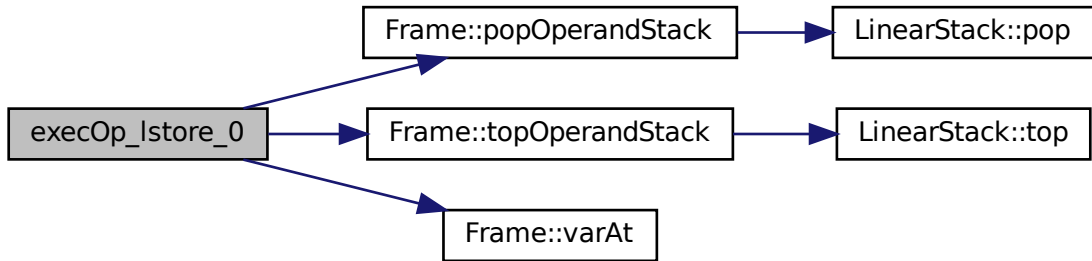 Frame::popOperandStack
LinearStack::pop
execOp_lstore_0
Frame::topOperandStack
LinearStack::top
Frame::varAt